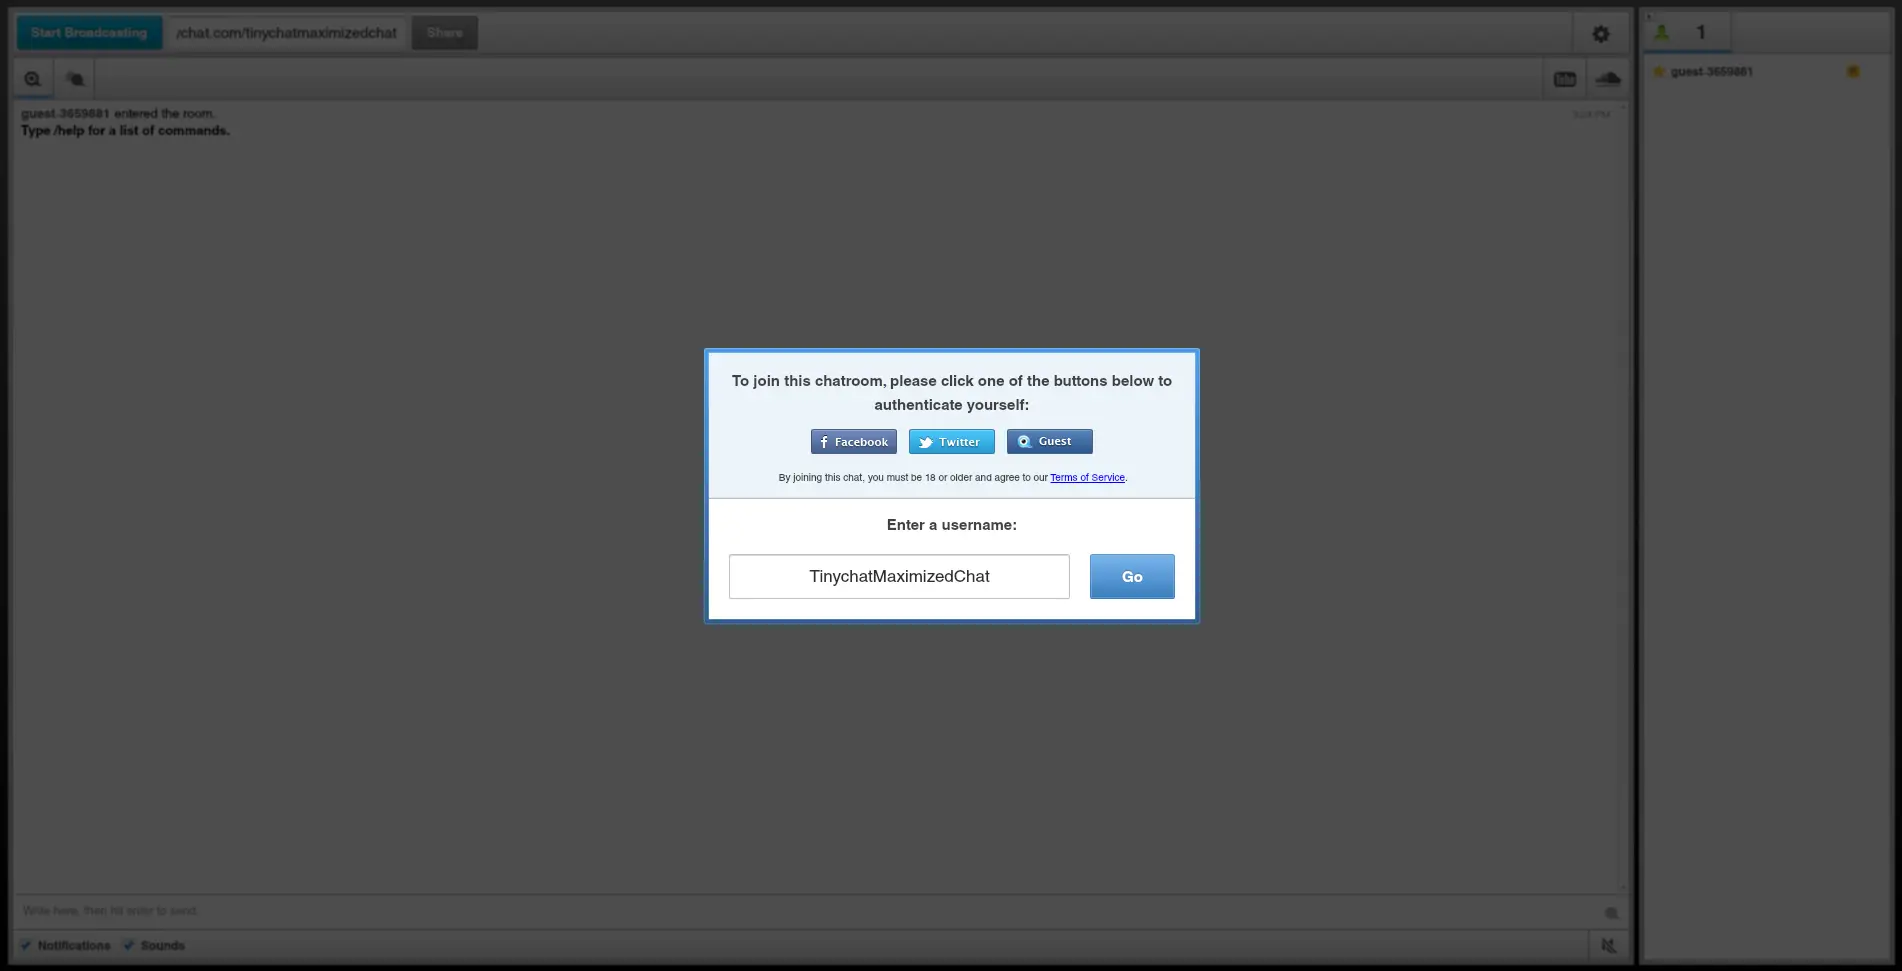 Start Broadcasting
/chat.com/tinychatmaximizedchat
Share
1
guest-3659881
guest-3659881 entered the room.
Type /help for a list of commands.
To join this chatroom, please click one of the buttons below to
authenticate yourself:
Facebook
Twitter
Guest
By joining this chat, you must be 18 or older and agree to our Terms of Service.
Enter a username:
TinychatMaximizedChat
Go
Write here, then hit enter to send.
Notifications
Sounds